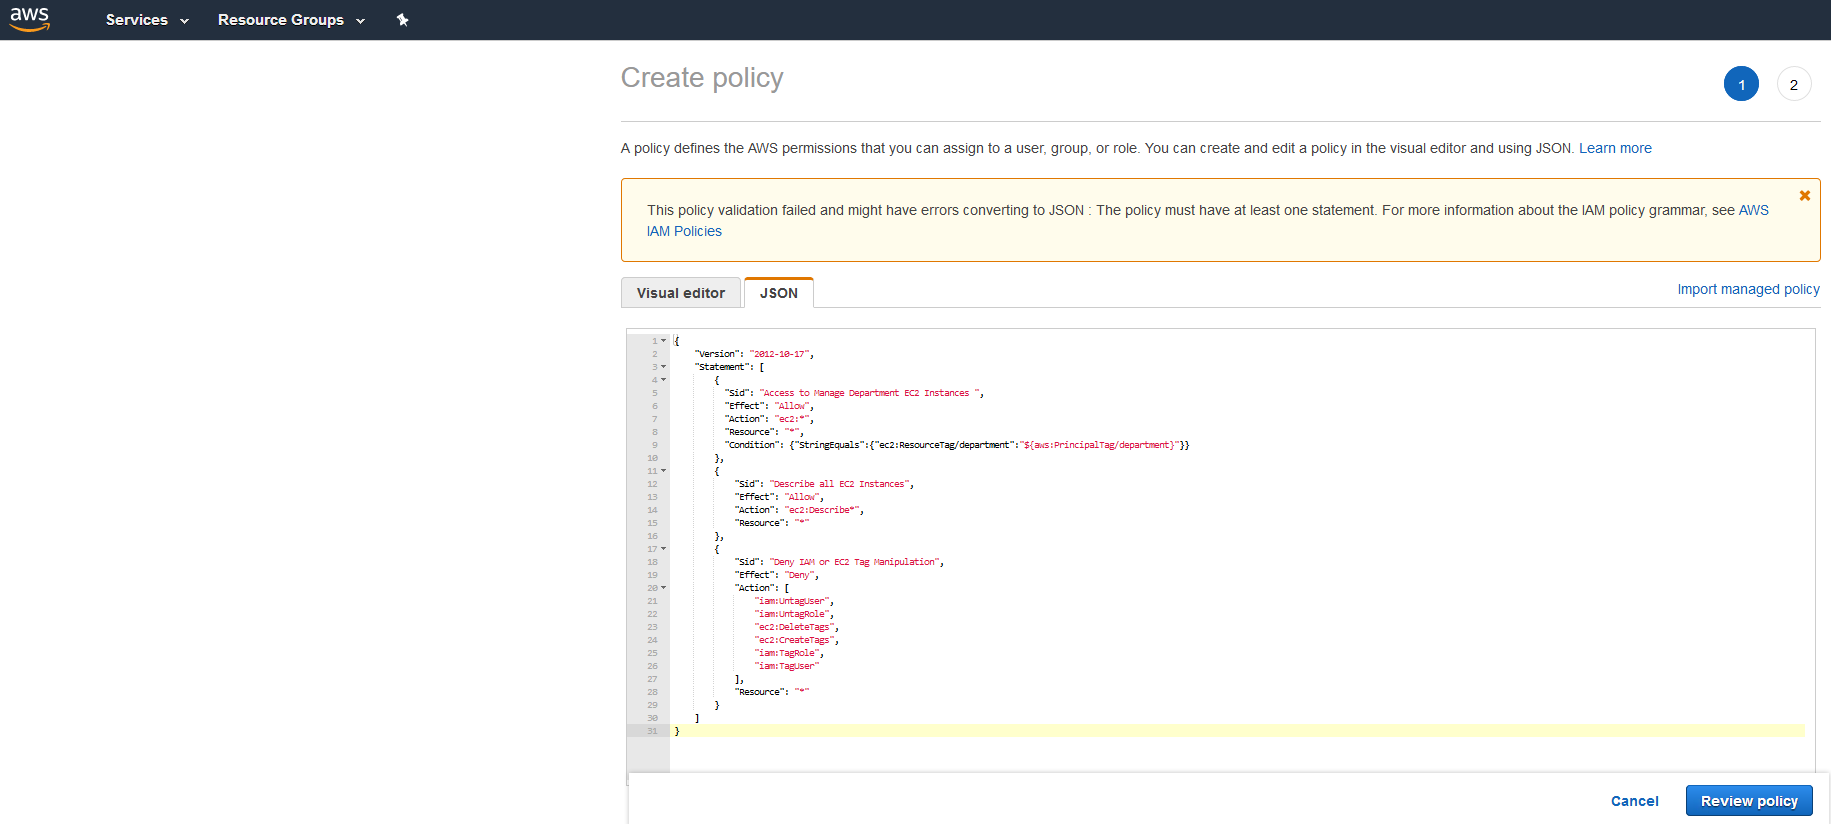 aws Services Resource Groups
Create policy
1 2
A policy defines the AWS permissions that you can assign to a user, group, or role. You can create and edit a policy in the visual editor and using JSON. Learn more
This policy validation failed and might have errors converting to JSON : The policy must have at least one statement. For more information about the IAM policy grammar, see AWS
IAM Policies
Visual editor JSON Import managed policy
1 {
2 "Version": "2012-10-17",
3 "Statement": [
4 {
5 "Sid": "Access to Manage Department EC2 Instances ",
6 "Effect": "Allow",
7 "Action": "ec2:*",
8 "Resource": "*",
9 "Condition": {"StringEquals":{"ec2:ResourceTag/department":"${aws:PrincipalTag/department}"}}
10 },
11 {
12 "Sid": "Describe all EC2 Instances",
13 "Effect": "Allow",
14 "Action": "ec2:Describe*",
15 "Resource": "*"
16 },
17 {
18 "Sid": "Deny IAM or EC2 Tag Manipulation",
19 "Effect": "Deny",
20 "Action": [
21 "iam:UntagUser",
22 "iam:UntagRole",
23 "ec2:DeleteTags",
24 "ec2:CreateTags",
25 "iam:TagRole",
26 "iam:TagUser"
27 ],
28 "Resource": "*"
29 }
30 ]
31 }
Cancel Review policy